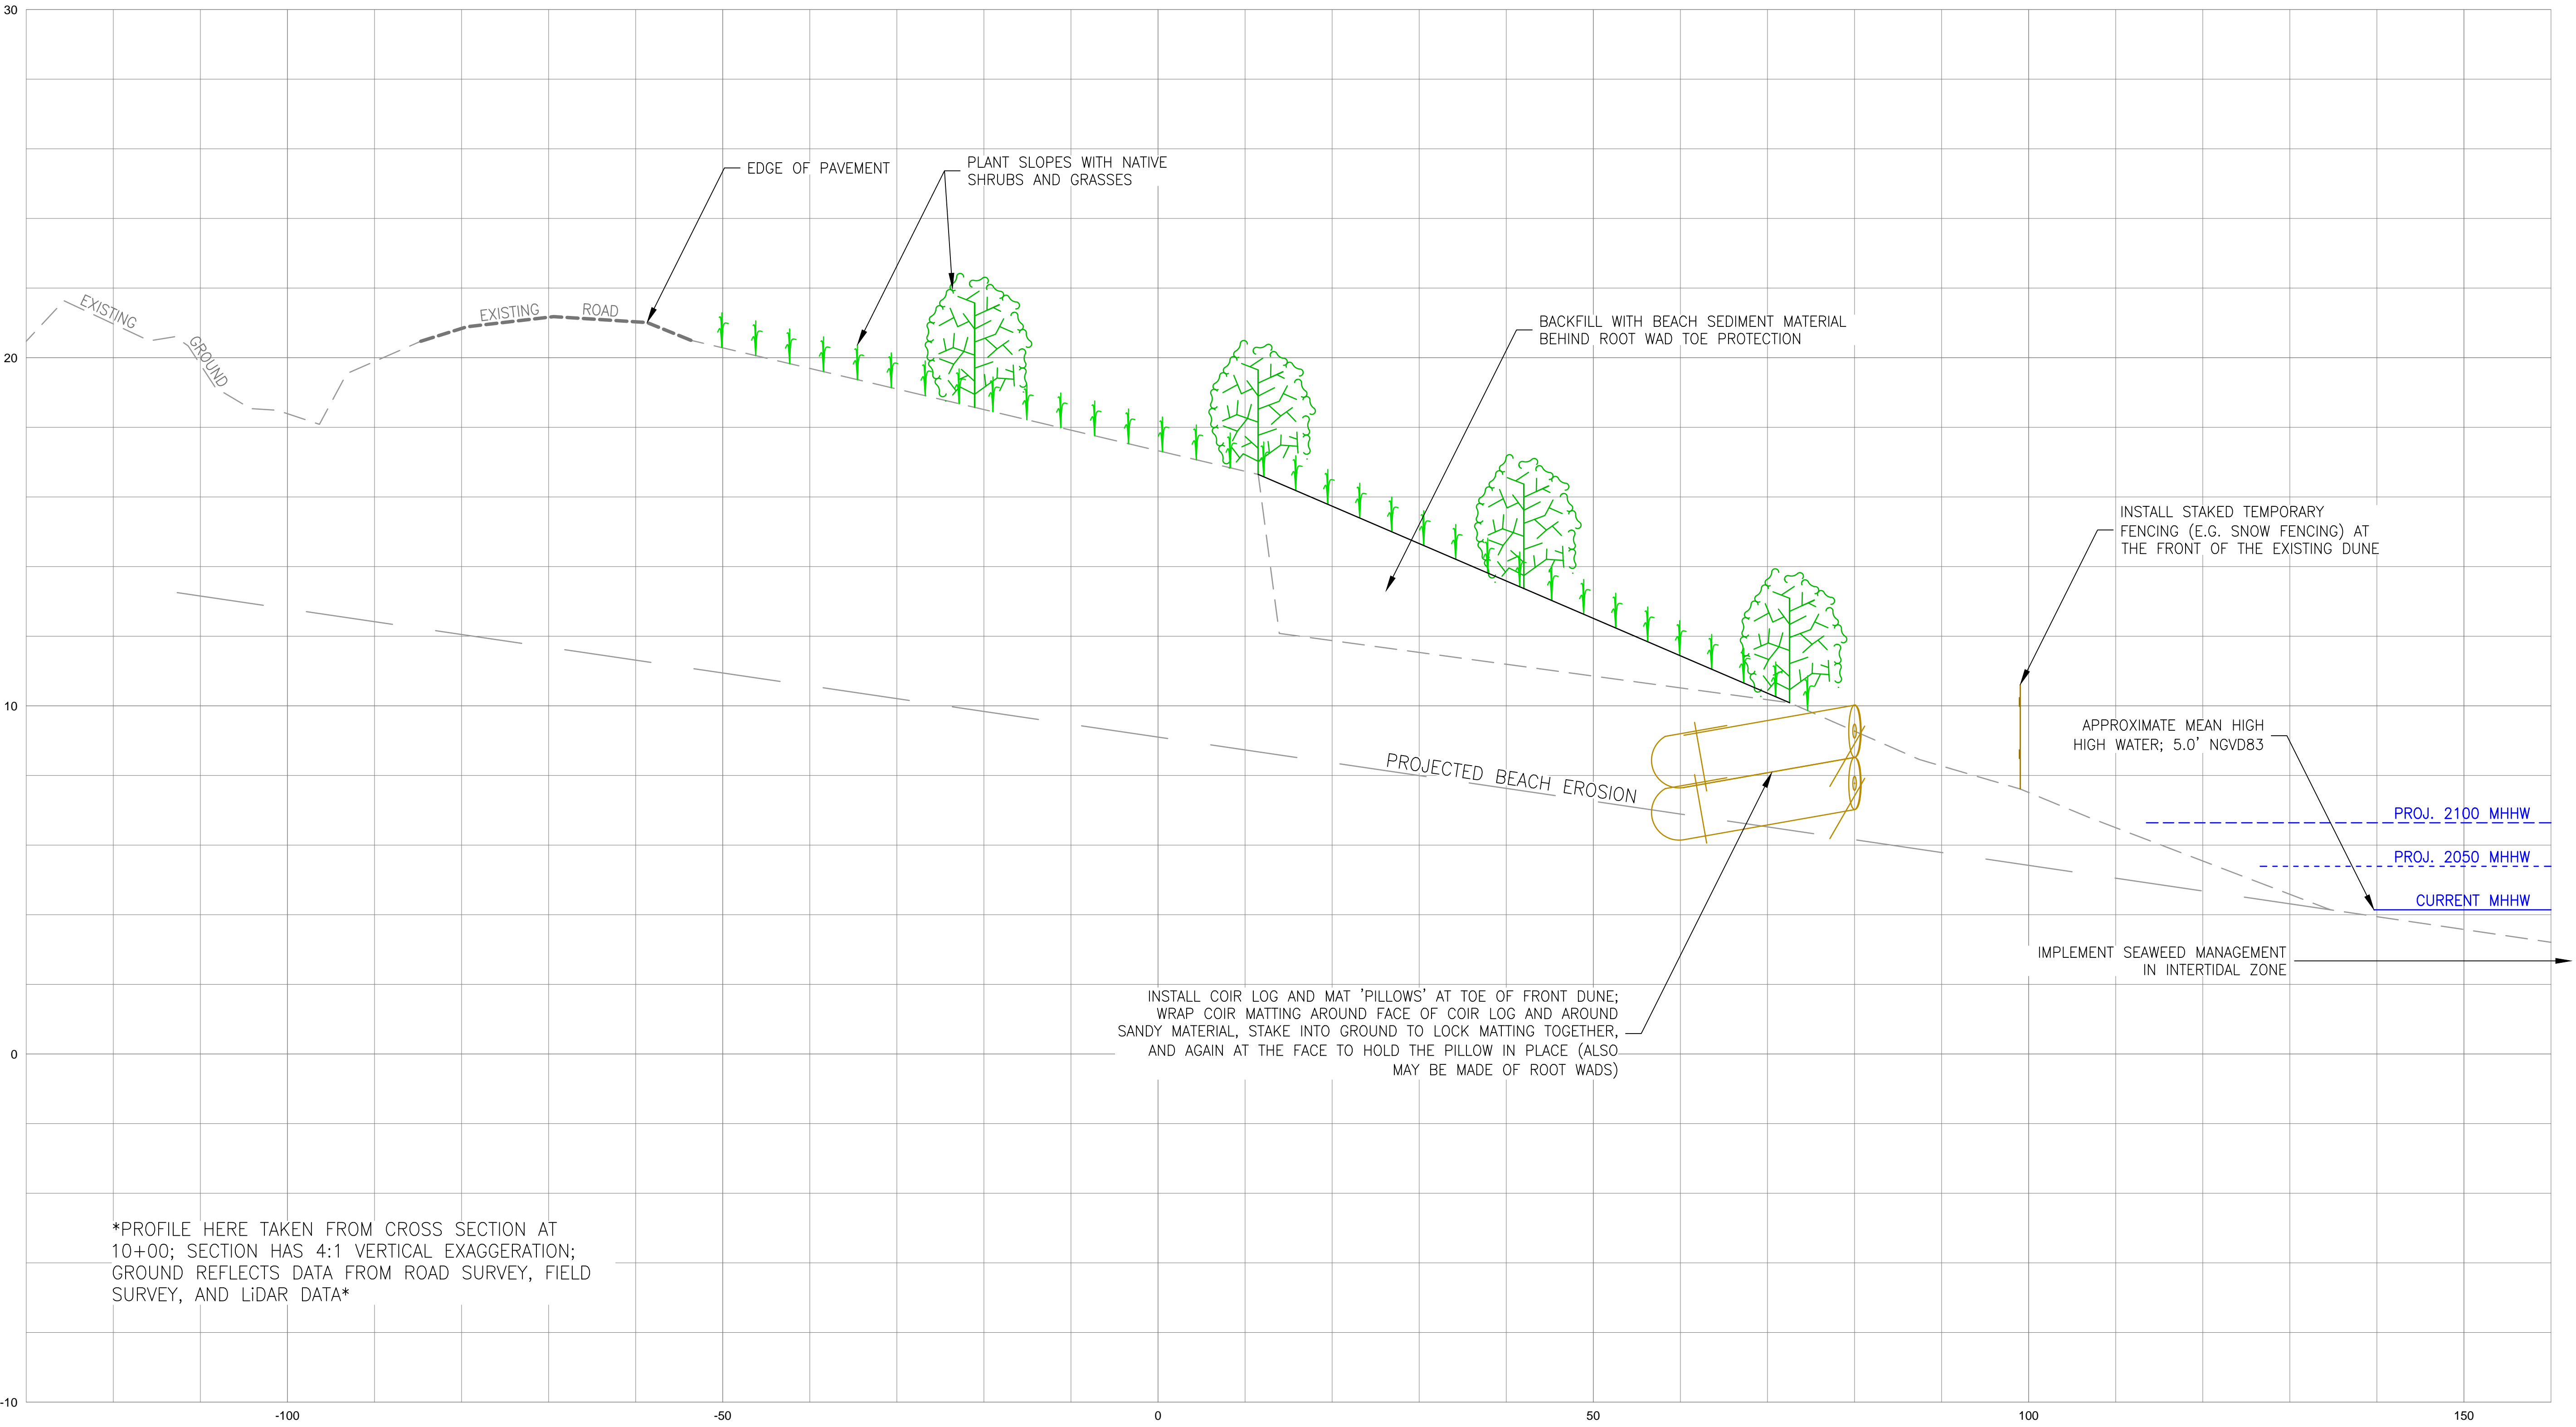 30
EDGE OF PAVEMENT
PLANT SLOPES WITH NATIVE
SHRUBS AND GRASSES
EXISTING
GROUND
EXISTING ROAD
BACKFILL WITH BEACH SEDIMENT MATERIAL
BEHIND ROOT WAD TOE PROTECTION
20
INSTALL STAKED TEMPORARY
FENCING (E.G. SNOW FENCING) AT
THE FRONT OF THE EXISTING DUNE
10
APPROXIMATE MEAN HIGH
HIGH WATER; 5.0' NGVD83
PROJECTED BEACH EROSION
PROJ. 2100 MHHW
PROJ. 2050 MHHW
CURRENT MHHW
IMPLEMENT SEAWEED MANAGEMENT
IN INTERTIDAL ZONE
INSTALL COIR LOG AND MAT 'PILLOWS' AT TOE OF FRONT DUNE;
WRAP COIR MATTING AROUND FACE OF COIR LOG AND AROUND
SANDY MATERIAL, STAKE INTO GROUND TO LOCK MATTING TOGETHER,
AND AGAIN AT THE FACE TO HOLD THE PILLOW IN PLACE (ALSO
MAY BE MADE OF ROOT WADS)
0
*PROFILE HERE TAKEN FROM CROSS SECTION AT
10+00; SECTION HAS 4:1 VERTICAL EXAGGERATION;
GROUND REFLECTS DATA FROM ROAD SURVEY, FIELD
SURVEY, AND LiDAR DATA*
-10
-100 -50 0 50 100 150